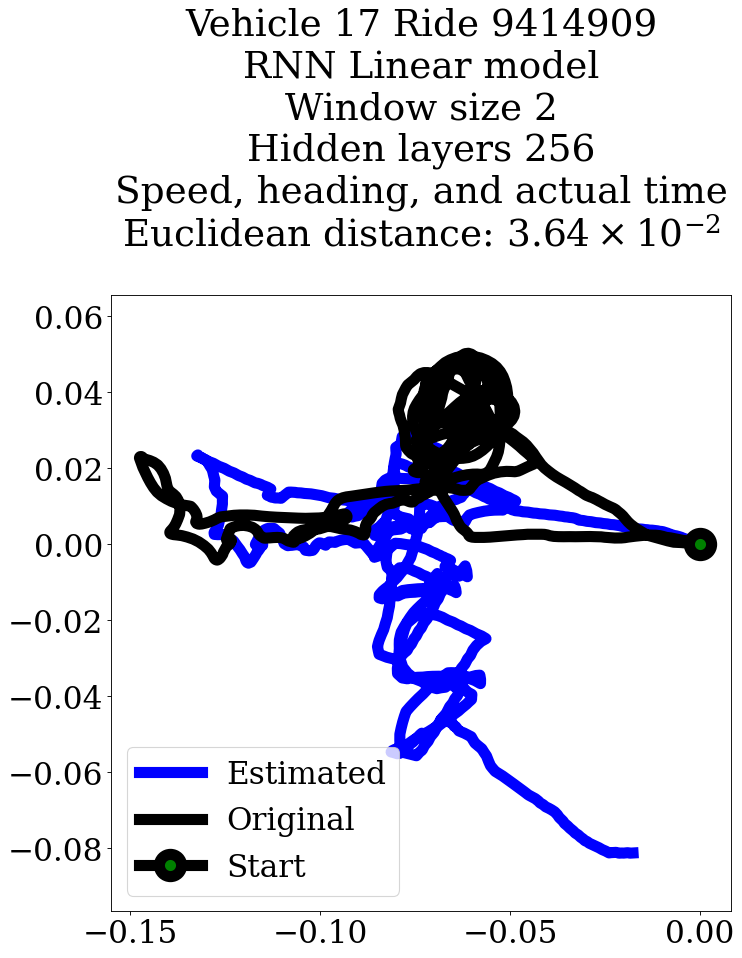 Vehicle 17 Ride 9414909
RNN Linear model
Window size 2
Hidden layers 256
Speed, heading, and actual time
Euclidean distance: 3.64 × 10⁻²
0.06
0.04
0.02
0.00
−0.02
−0.04
−0.06
−0.08
Estimated
Original
Start
−0.15
−0.10
−0.05
0.00